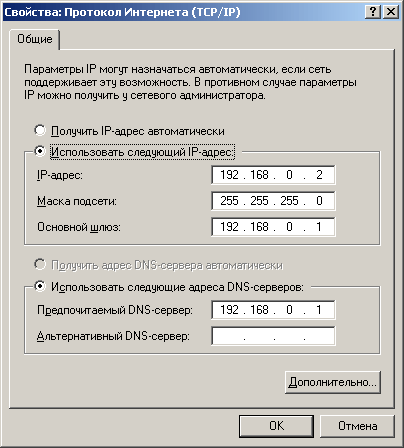 Свойства: Протокол Интернета (TCP/IP)
Общие
Параметры IP могут назначаться автоматически, если сеть
поддерживает эту возможность. В противном случае параметры
IP можно получить у сетевого администратора.
Получить IP-адрес автоматически
Использовать следующий IP-адрес:
IP-адрес: 192 . 168 . 0 . 2
Маска подсети: 255 . 255 . 255 . 0
Основной шлюз: 192 . 168 . 0 . 1
Получить адрес DNS-сервера автоматически
Использовать следующие адреса DNS-серверов:
Предпочитаемый DNS-сервер: 192 . 168 . 0 . 1
Альтернативный DNS-сервер: . . .
Дополнительно...
OK Отмена